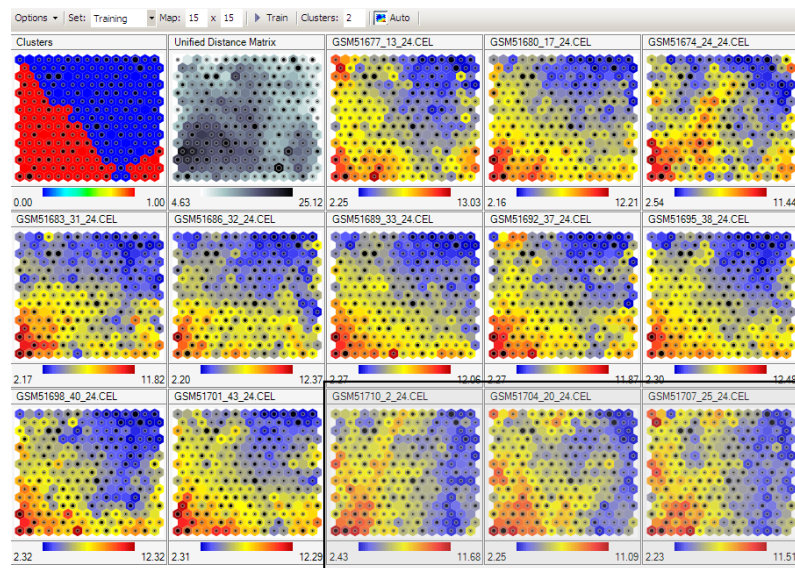 Options Set: Training Map: 15 x 15 Train Clusters: 2 Auto
Clusters Unified Distance Matrix GSM51677_13_24.CEL GSM51680_17_24.CEL GSM51674_24_24.CEL
0.00 1.00 4.63 25.12 2.25 13.03 2.16 12.21 2.54 11.44
GSM51683_31_24.CEL GSM51686_32_24.CEL GSM51689_33_24.CEL GSM51692_37_24.CEL GSM51695_38_24.CEL
2.17 11.82 2.20 12.37 2.27 12.06 2.27 11.87 2.30 12.48
GSM51698_40_24.CEL GSM51701_43_24.CEL GSM51710_2_24.CEL GSM51704_20_24.CEL GSM51707_25_24.CEL
2.32 12.32 2.31 12.29 2.43 11.68 2.25 11.09 2.23 11.51